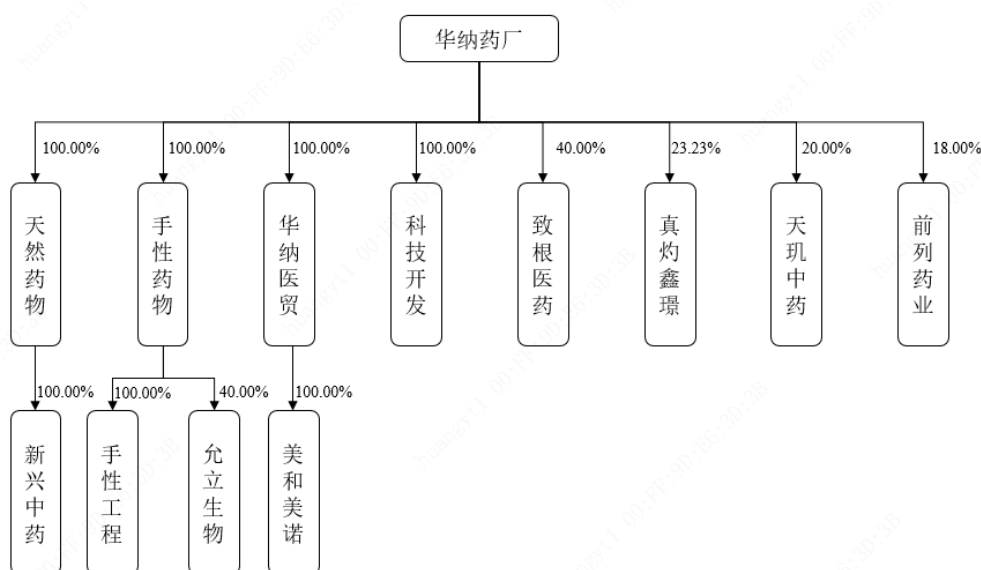 华纳药厂
100.00%
100.00%
100.00%
100.00%
40.00%
23.23%
20.00%
18.00%
天然药物
手性药物
华纳医贸
科技开发
致根医药
真灼鑫璟
天玑中药
前列药业
100.00%
100.00%
40.00%
100.00%
新兴中药
手性工程
允立生物
美和美诺